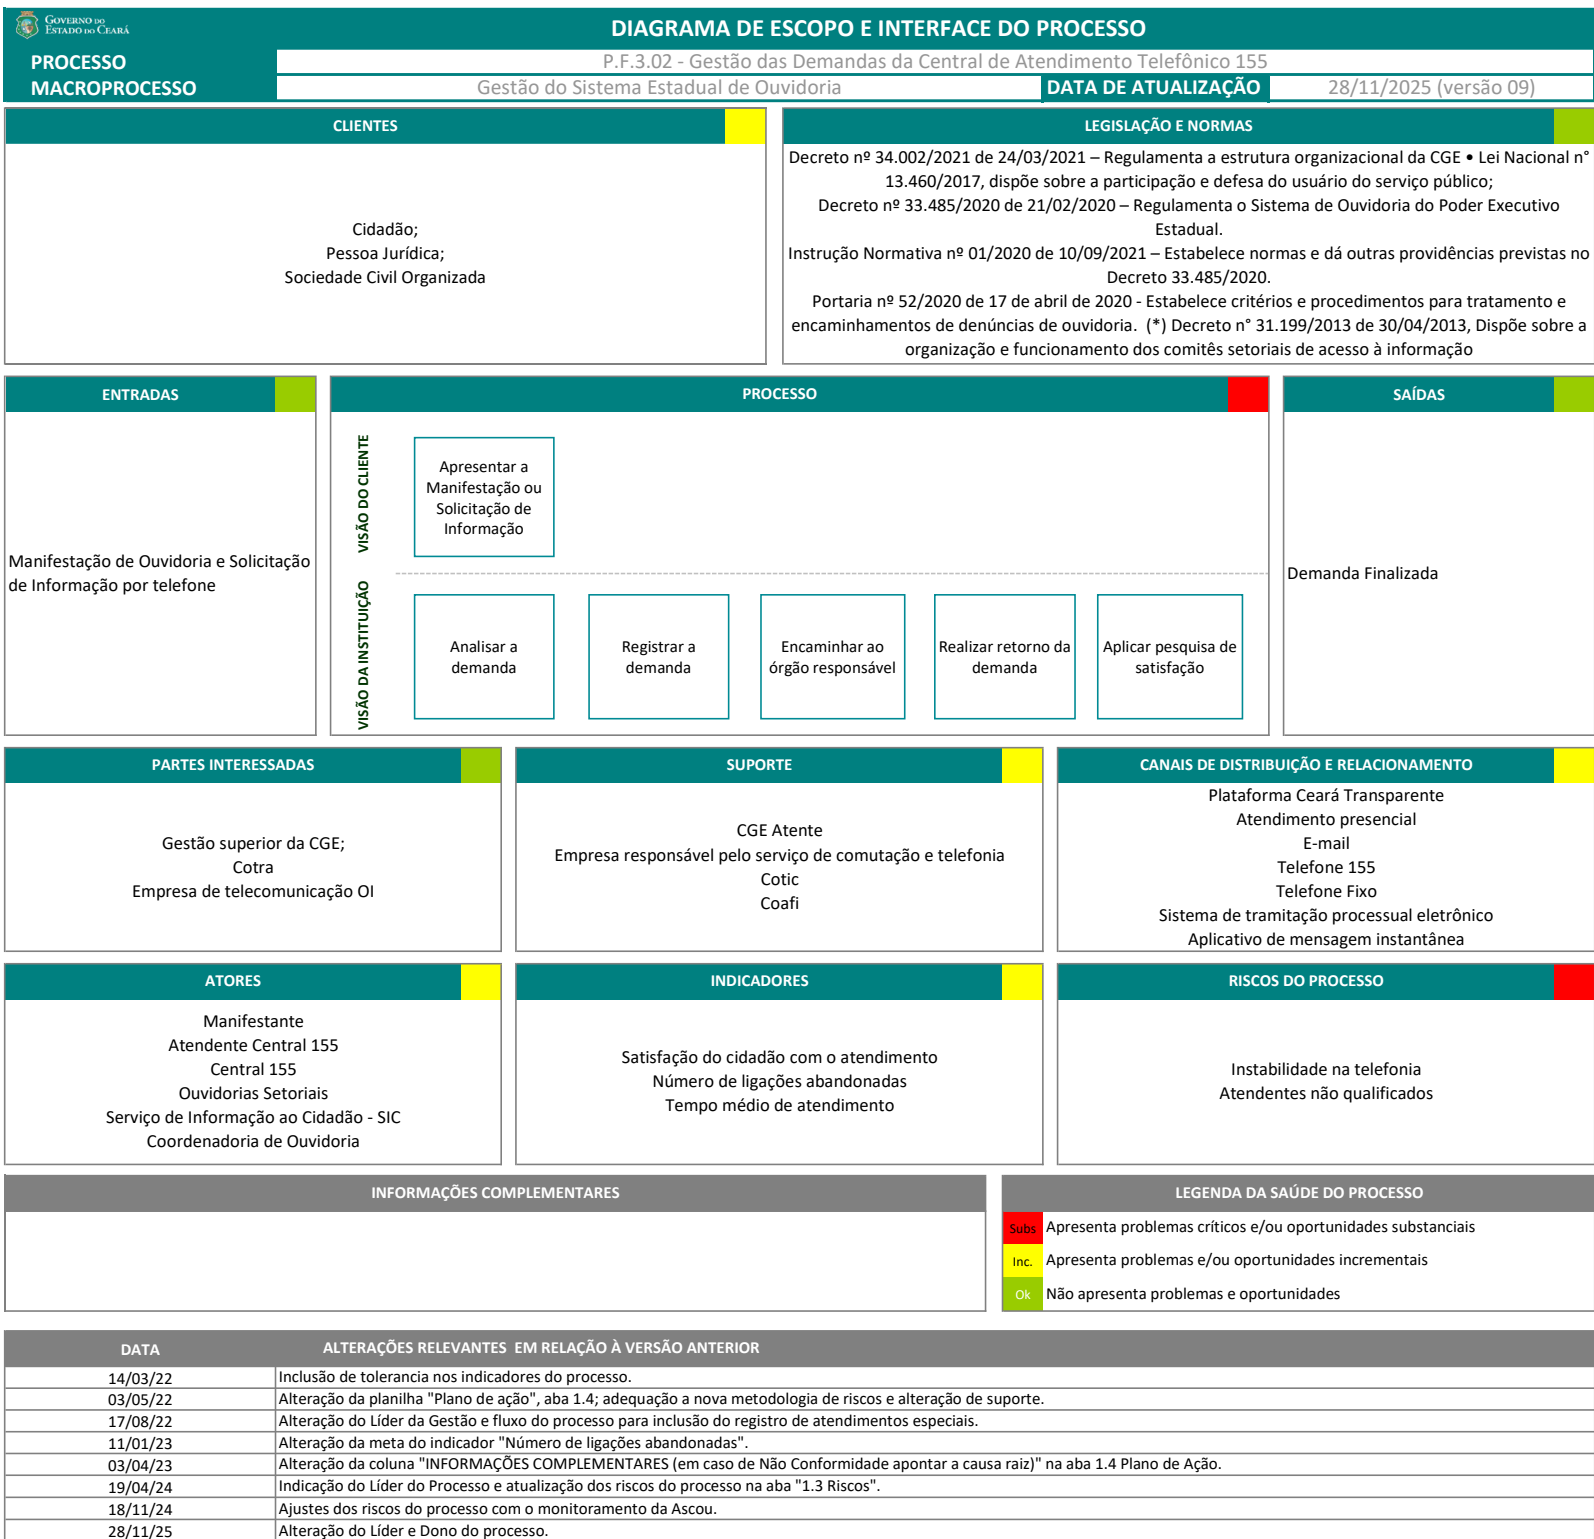 GOVERNO DO
ESTADO DO CEARÁ
DIAGRAMA DE ESCOPO E INTERFACE DO PROCESSO
PROCESSO
P.F.3.02 - Gestão das Demandas da Central de Atendimento Telefônico 155
MACROPROCESSO
Gestão do Sistema Estadual de Ouvidoria
DATA DE ATUALIZAÇÃO
28/11/2025 (versão 09)
CLIENTES
Cidadão;
Pessoa Jurídica;
Sociedade Civil Organizada
LEGISLAÇÃO E NORMAS
Decreto nº 34.002/2021 de 24/03/2021 – Regulamenta a estrutura organizacional da CGE • Lei Nacional n°
13.460/2017, dispõe sobre a participação e defesa do usuário do serviço público;
Decreto nº 33.485/2020 de 21/02/2020 – Regulamenta o Sistema de Ouvidoria do Poder Executivo
Estadual.
Instrução Normativa nº 01/2020 de 10/09/2021 – Estabelece normas e dá outras providências previstas no
Decreto 33.485/2020.
Portaria nº 52/2020 de 17 de abril de 2020 - Estabelece critérios e procedimentos para tratamento e
encaminhamentos de denúncias de ouvidoria.  (*) Decreto n° 31.199/2013 de 30/04/2013, Dispõe sobre a
organização e funcionamento dos comitês setoriais de acesso à informação
ENTRADAS
Manifestação de Ouvidoria e Solicitação
de Informação por telefone
PROCESSO
VISÃO DO CLIENTE
Apresentar a
Manifestação ou
Solicitação de
Informação
VISÃO DA INSTITUIÇÃO
Analisar a
demanda
Registrar a
demanda
Encaminhar ao
órgão responsável
Realizar retorno da
demanda
Aplicar pesquisa de
satisfação
SAÍDAS
Demanda Finalizada
PARTES INTERESSADAS
Gestão superior da CGE;
Cotra
Empresa de telecomunicação OI
SUPORTE
CGE Atente
Empresa responsável pelo serviço de comutação e telefonia
Cotic
Coafi
CANAIS DE DISTRIBUIÇÃO E RELACIONAMENTO
Plataforma Ceará Transparente
Atendimento presencial
E-mail
Telefone 155
Telefone Fixo
Sistema de tramitação processual eletrônico
Aplicativo de mensagem instantânea
ATORES
Manifestante
Atendente Central 155
Central 155
Ouvidorias Setoriais
Serviço de Informação ao Cidadão - SIC
Coordenadoria de Ouvidoria
INDICADORES
Satisfação do cidadão com o atendimento
Número de ligações abandonadas
Tempo médio de atendimento
RISCOS DO PROCESSO
Instabilidade na telefonia
Atendentes não qualificados
INFORMAÇÕES COMPLEMENTARES
LEGENDA DA SAÚDE DO PROCESSO
Subs Apresenta problemas críticos e/ou oportunidades substanciais
Inc. Apresenta problemas e/ou oportunidades incrementais
Ok Não apresenta problemas e oportunidades
DATA ALTERAÇÕES RELEVANTES  EM RELAÇÃO À VERSÃO ANTERIOR
14/03/22 Inclusão de tolerancia nos indicadores do processo.
03/05/22 Alteração da planilha "Plano de ação", aba 1.4; adequação a nova metodologia de riscos e alteração de suporte.
17/08/22 Alteração do Líder da Gestão e fluxo do processo para inclusão do registro de atendimentos especiais.
11/01/23 Alteração da meta do indicador "Número de ligações abandonadas".
03/04/23 Alteração da coluna "INFORMAÇÕES COMPLEMENTARES (em caso de Não Conformidade apontar a causa raiz)" na aba 1.4 Plano de Ação.
19/04/24 Indicação do Líder do Processo e atualização dos riscos do processo na aba "1.3 Riscos".
18/11/24 Ajustes dos riscos do processo com o monitoramento da Ascou.
28/11/25 Alteração do Líder e Dono do processo.